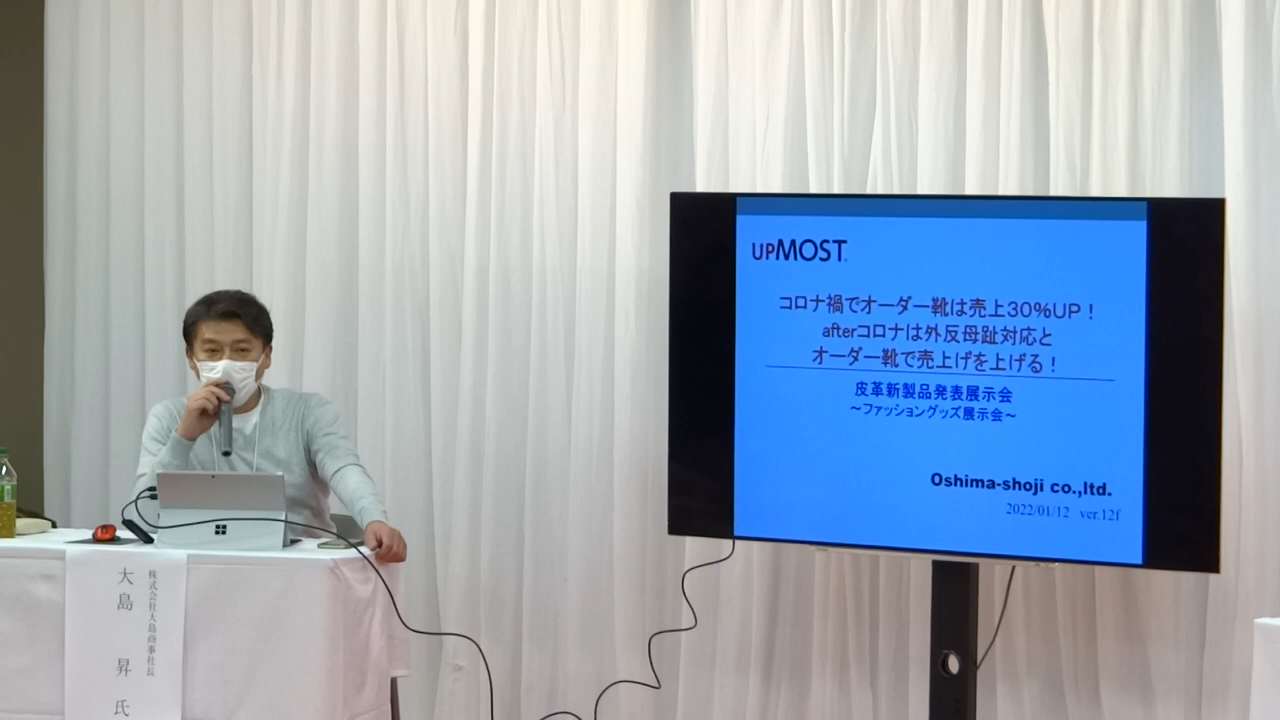 UPMOST
コロナ禍でオーダー靴は売上30%UP！
afterコロナは外反母趾対応と
オーダー靴で売上げを上げる！
皮革新製品発表展示会
～ファッショングッズ展示会～
Oshima-shoji co.,ltd.
2022/01/12 ver.12f
株式会社大島商事社長
大島 昇 氏